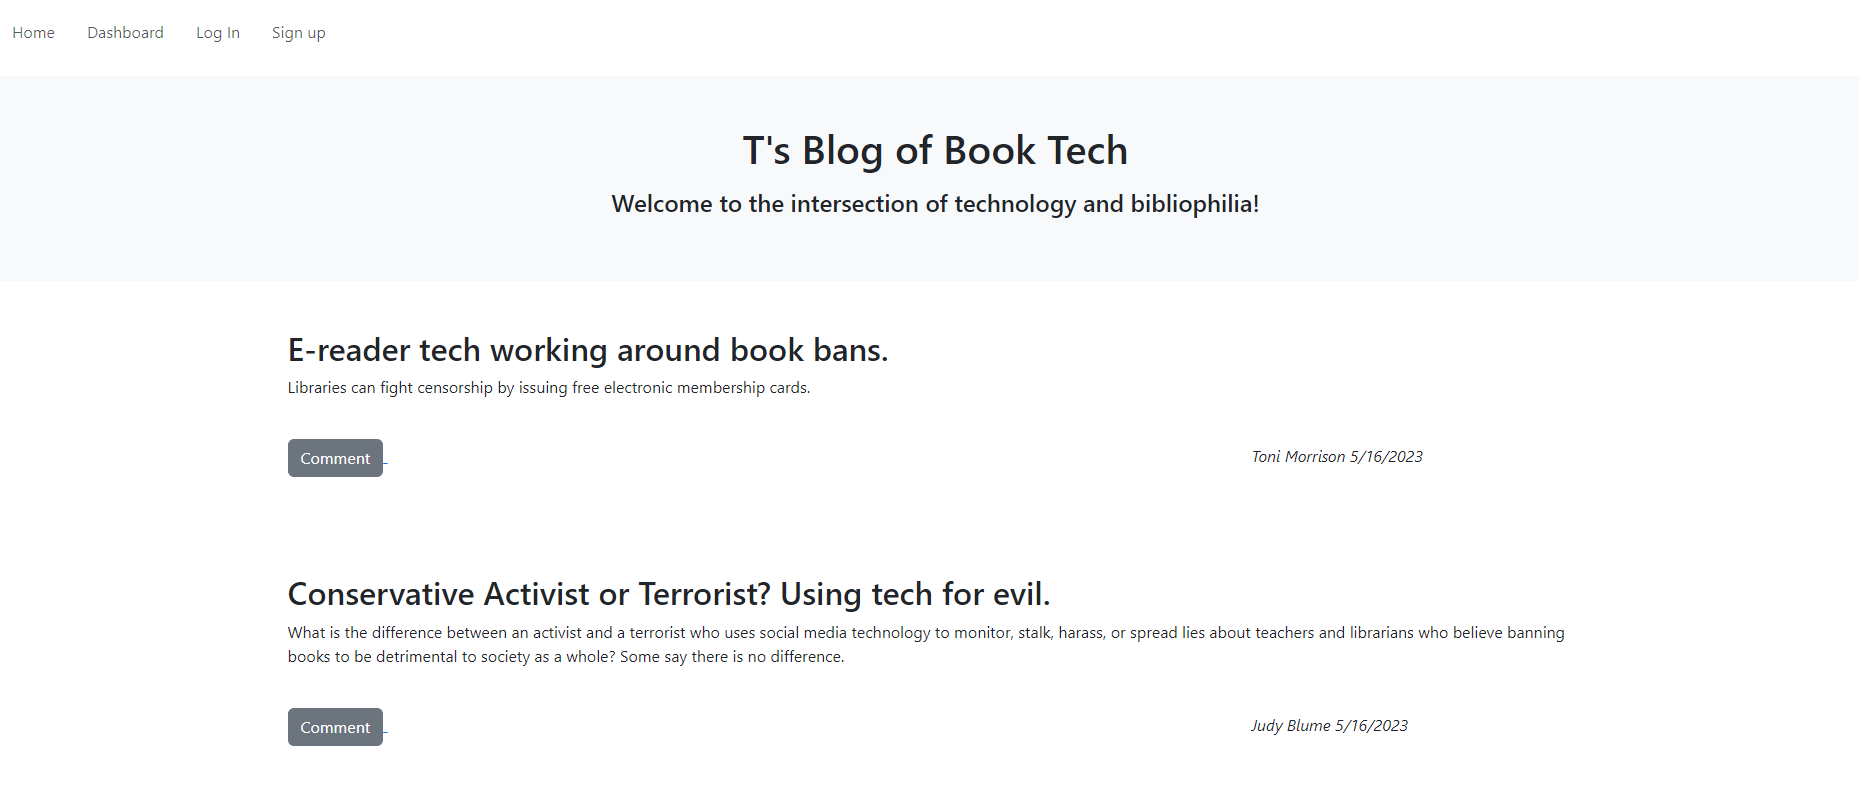 Home Dashboard Log In Sign up
T's Blog of Book Tech
Welcome to the intersection of technology and bibliophilia!
E-reader tech working around book bans.
Libraries can fight censorship by issuing free electronic membership cards.
Comment Toni Morrison 5/16/2023
Conservative Activist or Terrorist? Using tech for evil.
What is the difference between an activist and a terrorist who uses social media technology to monitor, stalk, harass, or spread lies about teachers and librarians who believe banning
books to be detrimental to society as a whole? Some say there is no difference.
Comment Judy Blume 5/16/2023